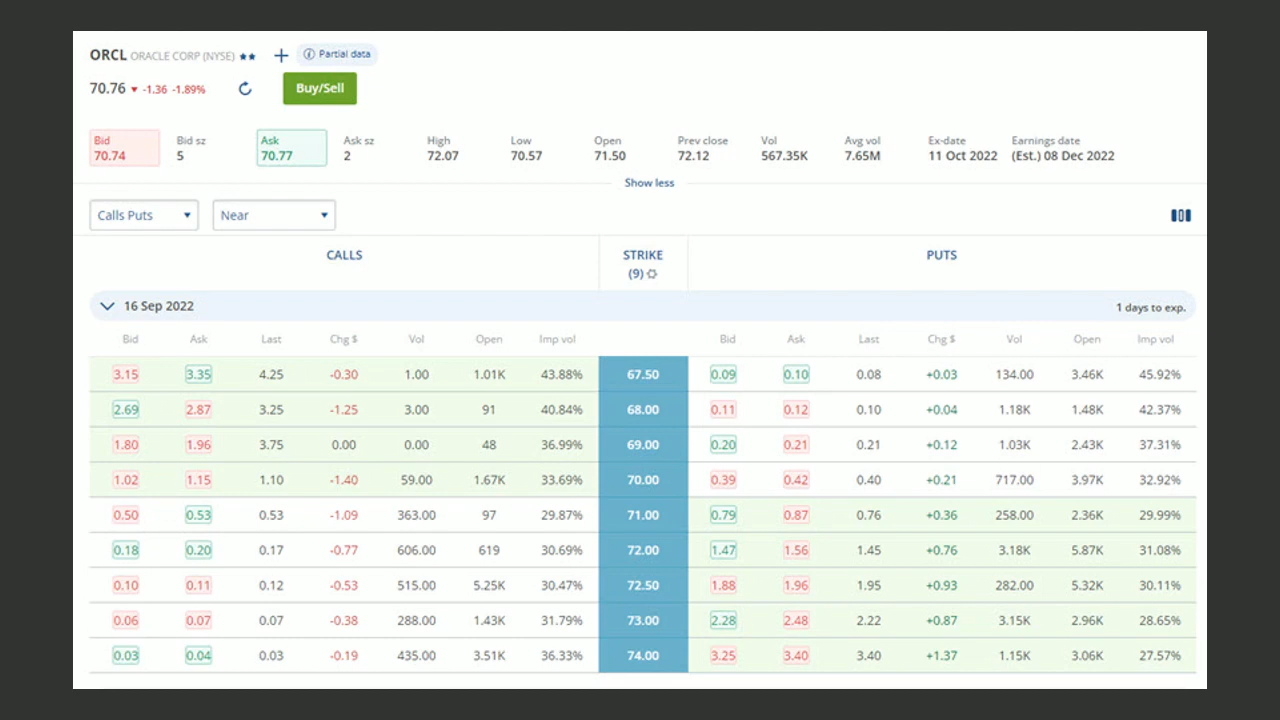 ORCL ORACLE CORP (NYSE) ★★ + Partial data
70.76 ▼ -1.36 -1.89% Buy/Sell
Bid Bid sz Ask Ask sz High Low Open Prev close Vol Avg vol Ex-date Earnings date
70.74 5 70.77 2 72.07 70.57 71.50 72.12 567.35K 7.65M 11 Oct 2022 (Est.) 08 Dec 2022
Show less
Calls Puts Near
CALLS STRIKE PUTS
(9)
16 Sep 2022 1 days to exp.
Bid Ask Last Chg $ Vol Open Imp vol Bid Ask Last Chg $ Vol Open Imp vol
3.15 3.35 4.25 -0.30 1.00 1.01K 43.88% 67.50 0.09 0.10 0.08 +0.03 134.00 3.46K 45.92%
2.69 2.87 3.25 -1.25 3.00 91 40.84% 68.00 0.11 0.12 0.10 +0.04 1.18K 1.48K 42.37%
1.80 1.96 3.75 0.00 0.00 48 36.99% 69.00 0.20 0.21 0.21 +0.12 1.03K 2.43K 37.31%
1.02 1.15 1.10 -1.40 59.00 1.67K 33.69% 70.00 0.39 0.42 0.40 +0.21 717.00 3.97K 32.92%
0.50 0.53 0.53 -1.09 363.00 97 29.87% 71.00 0.79 0.87 0.76 +0.36 258.00 2.36K 29.99%
0.18 0.20 0.17 -0.77 606.00 619 30.69% 72.00 1.47 1.56 1.45 +0.76 3.18K 5.87K 31.08%
0.10 0.11 0.12 -0.53 515.00 5.25K 30.47% 72.50 1.88 1.96 1.95 +0.93 282.00 5.32K 30.11%
0.06 0.07 0.07 -0.38 288.00 1.43K 31.79% 73.00 2.28 2.48 2.22 +0.87 3.15K 2.96K 28.65%
0.03 0.04 0.03 -0.19 435.00 3.51K 36.33% 74.00 3.25 3.40 3.40 +1.37 1.15K 3.06K 27.57%